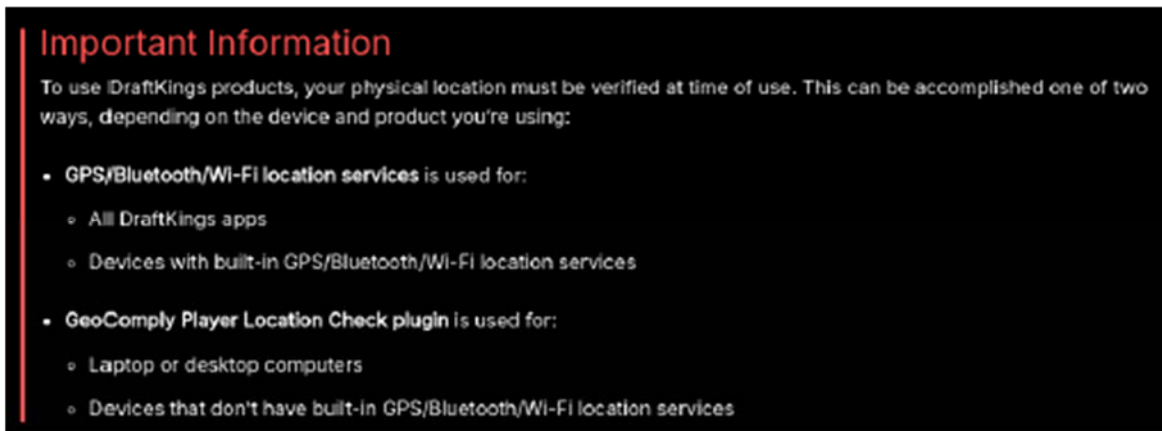 Important Information
To use DraftKings products, your physical location must be verified at time of use. This can be accomplished one of two
ways, depending on the device and product you're using:
• GPS/Bluetooth/Wi-Fi location services is used for:
◦ All DraftKings apps
◦ Devices with built-in GPS/Bluetooth/Wi-Fi location services
• GeoComply Player Location Check plugin is used for:
◦ Laptop or desktop computers
◦ Devices that don't have built-in GPS/Bluetooth/Wi-Fi location services